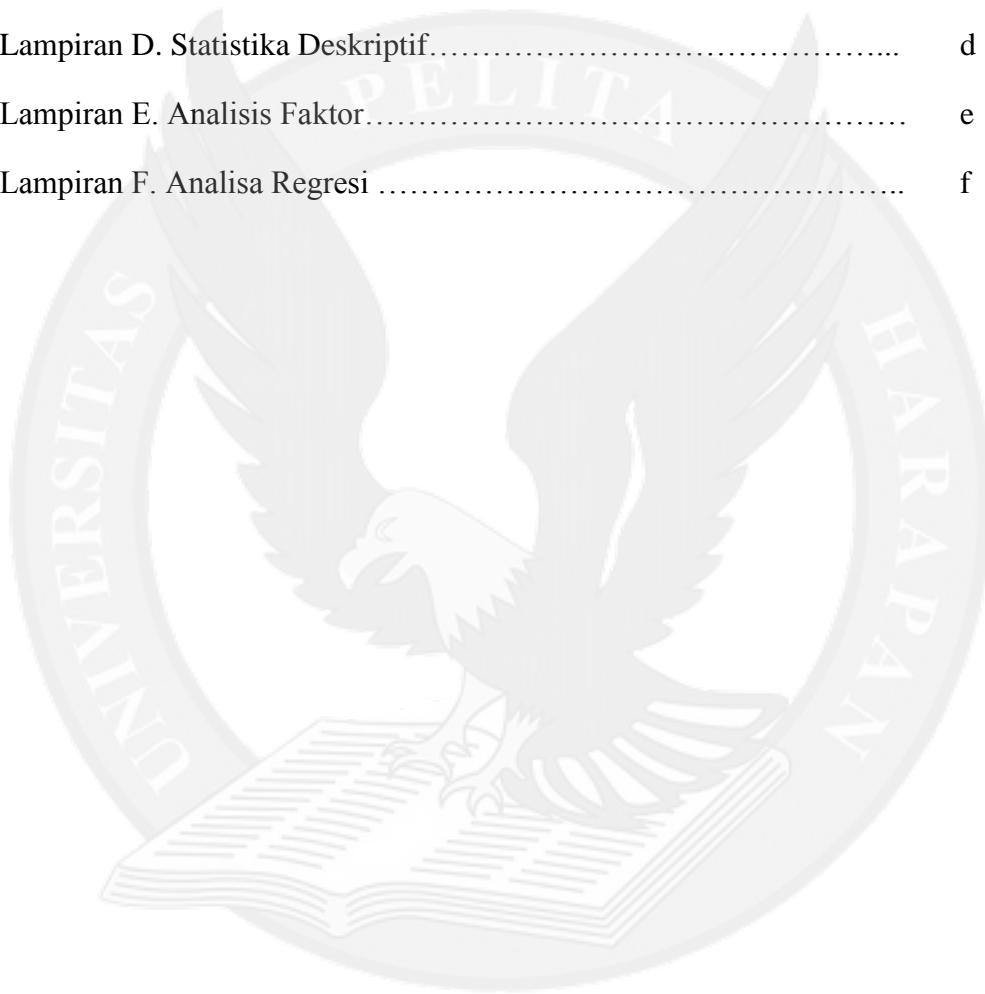 Lampiran D. Statistika Deskriptif……………………………………... d
Lampiran E. Analisis Faktor…………………………………………… e
Lampiran F. Analisa Regresi ………………………………………….. f
UNIVERSITAS PELITA HARAPAN